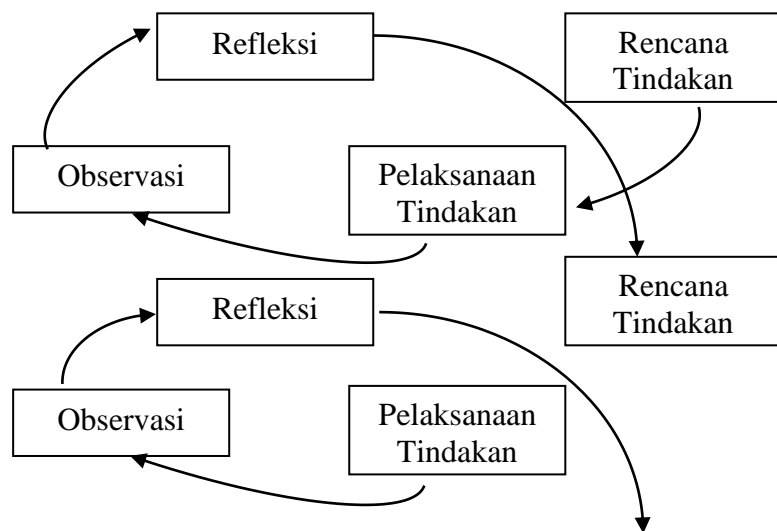 Refleksi
Rencana
Tindakan
Observasi
Pelaksanaan
Tindakan
Refleksi
Rencana
Tindakan
Observasi
Pelaksanaan
Tindakan